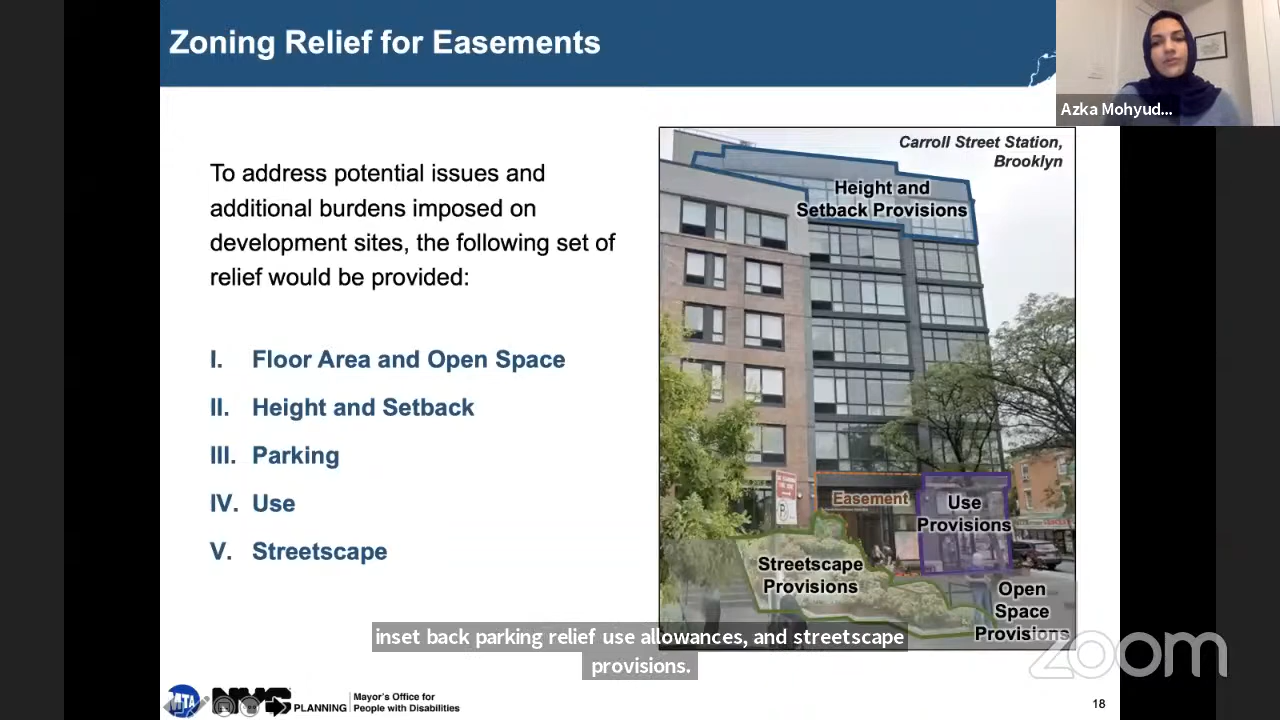 Zoning Relief for Easements
Azka Mohyud...
To address potential issues and
additional burdens imposed on
development sites, the following set of
relief would be provided:
I. Floor Area and Open Space
II. Height and Setback
III. Parking
IV. Use
V. Streetscape
Carroll Street Station,
Brooklyn
Height and
Setback Provisions
Easement
Use
Provisions
Streetscape
Provisions
Open
Space
Provisions
inset back parking relief use allowances, and streetscape
provisions.
zoom
MTA
NYC
PLANNING
Mayor's Office for
People with Disabilities
18